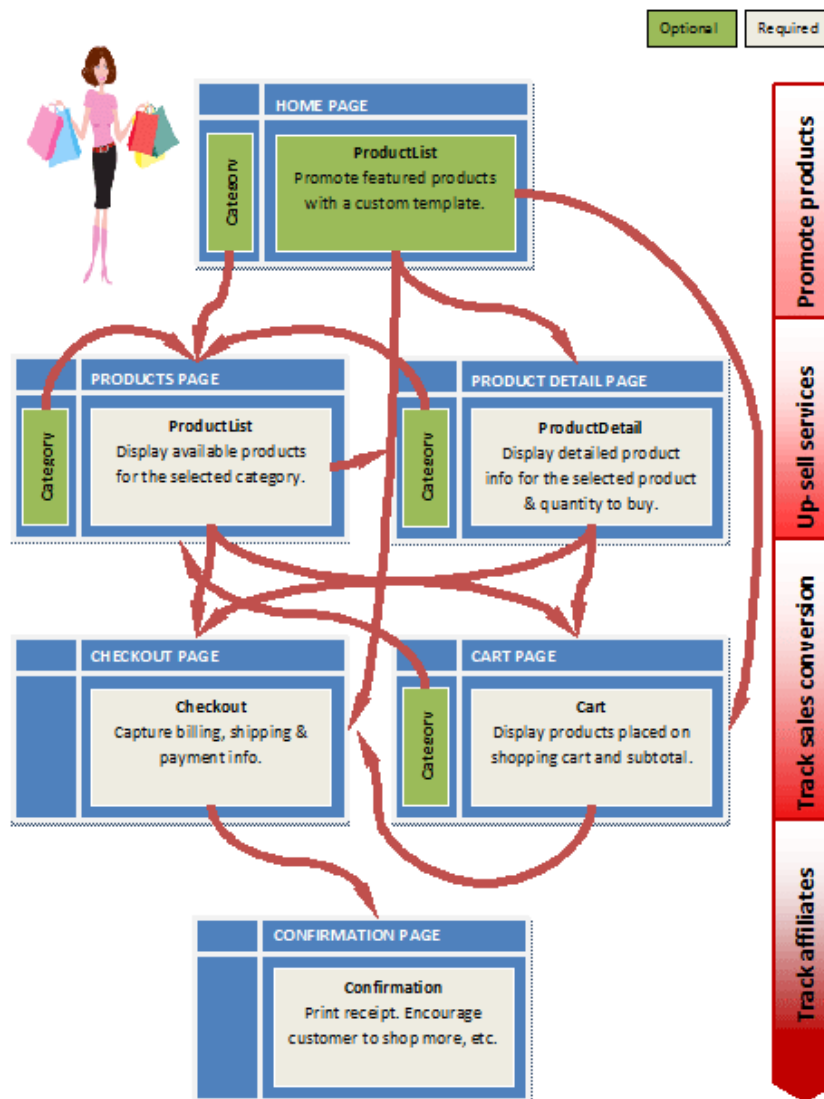 Optional
Required
HOME PAGE
Category
ProductList
Promote featured products
with a custom template.
Promote products
PRODUCTS PAGE
Category
ProductList
Display available products
for the selected category.
PRODUCT DETAIL PAGE
Category
ProductDetail
Display detailed product
info for the selected product
& quantity to buy.
Up-sell services
CHECKOUT PAGE
Checkout
Capture billing, shipping &
payment info.
CART PAGE
Category
Cart
Display products placed on
shopping cart and subtotal.
Track sales conversion
CONFIRMATION PAGE
Confirmation
Print receipt. Encourage
customer to shop more, etc.
Track affiliates